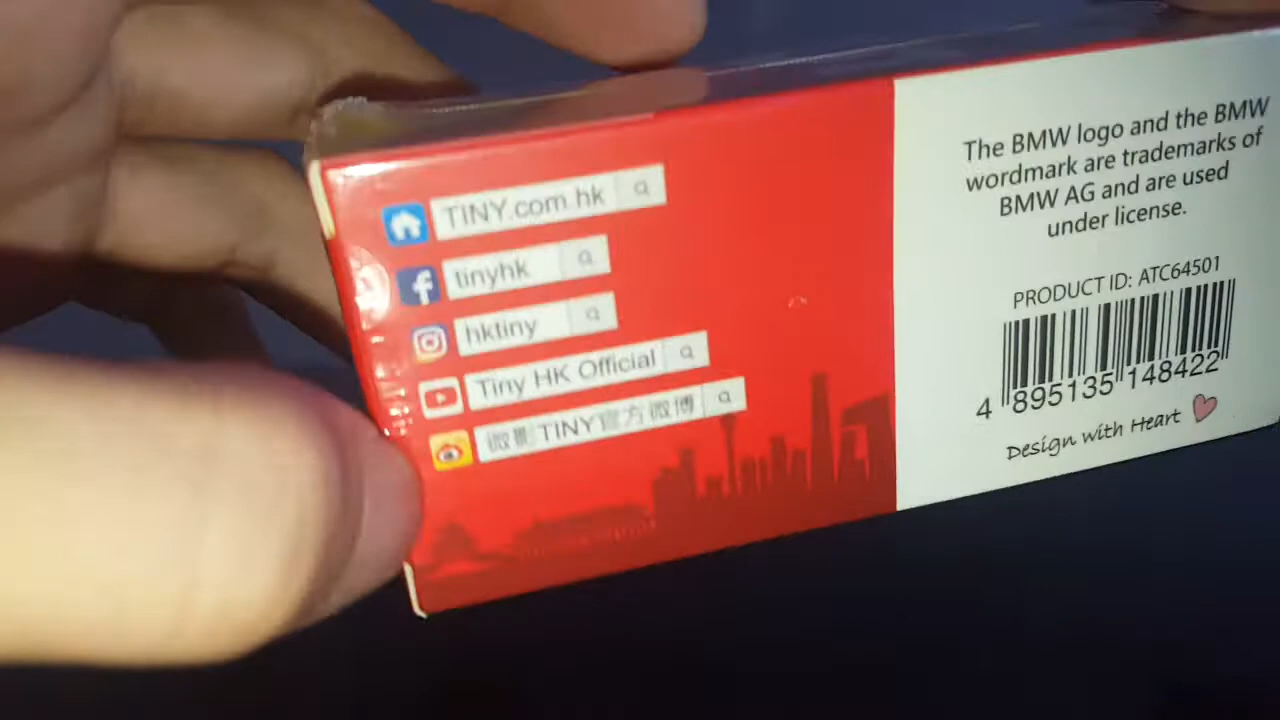 TINY.com.hk
tinyhk
hktiny
Tiny HK Official
微影TINY官方微博
The BMW logo and the BMW
wordmark are trademarks of
BMW AG and are used
under license.
PRODUCT ID: ATC64501
4 895135 148422
Design with Heart